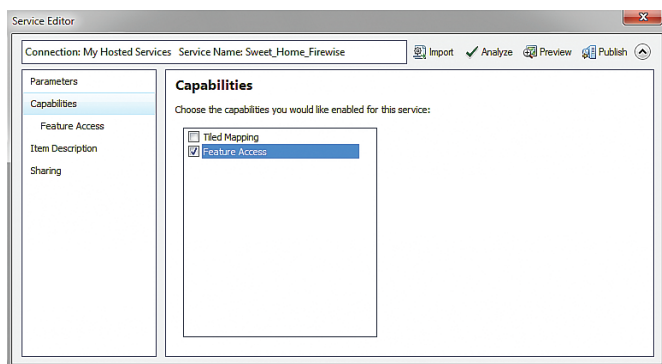 Service Editor
Connection: My Hosted Services Service Name: Sweet_Home_Firewise
Import Analyze Preview Publish
Parameters
Capabilities
Feature Access
Item Description
Sharing
Capabilities
Choose the capabilities you would like enabled for this service:
Tiled Mapping
Feature Access